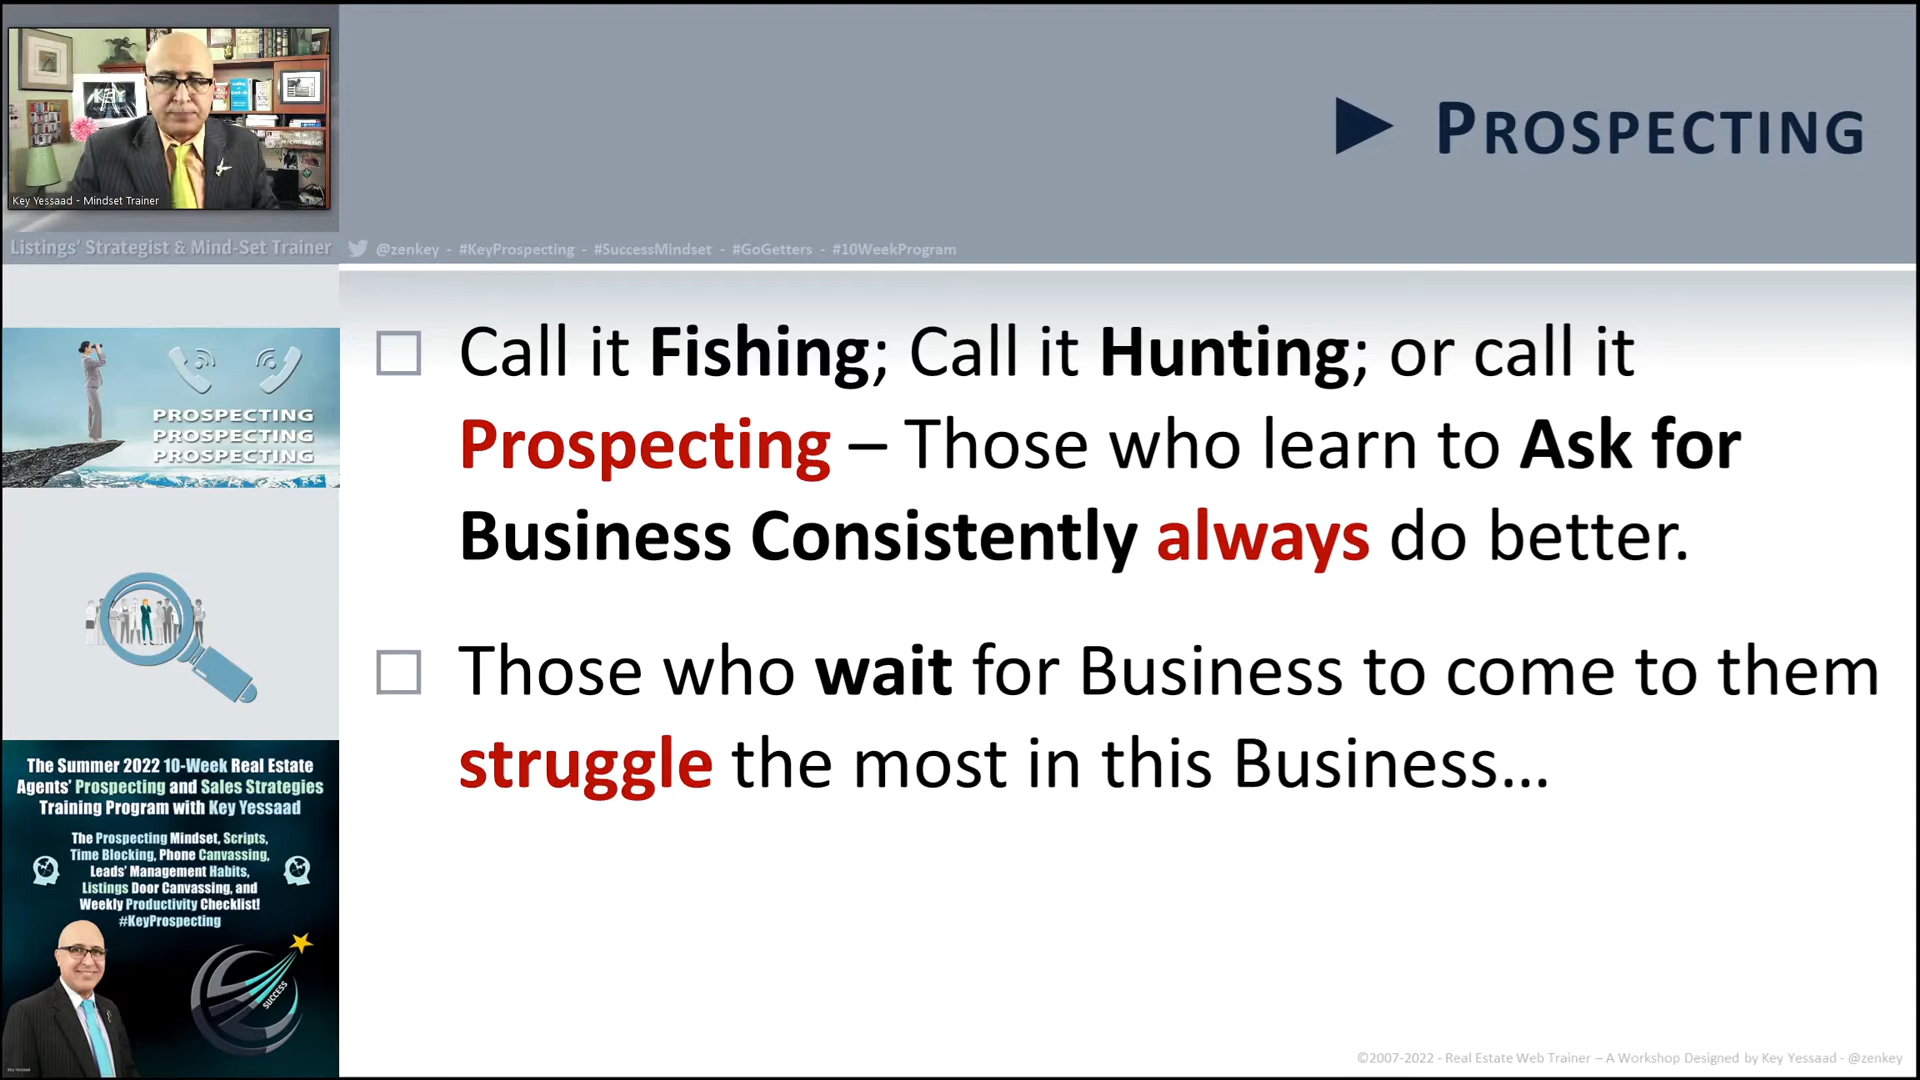 KEY
Key Yessaad - Mindset Trainer
Listings' Strategist & Mind-Set Trainer
@zenkey - #KeyProspecting - #SuccessMindset - #GoGetters - #10WeekProgram
► PROSPECTING
PROSPECTING
PROSPECTING
PROSPECTING
Call it Fishing; Call it Hunting; or call it
Prospecting – Those who learn to Ask for
Business Consistently always do better.
Those who wait for Business to come to them
struggle the most in this Business…
The Summer 2022 10-Week Real Estate
Agents' Prospecting and Sales Strategies
Training Program with Key Yessaad
The Prospecting Mindset, Scripts,
Time Blocking, Phone Canvassing,
Leads' Management Habits,
Listings Door Canvassing, and
Weekly Productivity Checklist!
#KeyProspecting
SUCCESS
Key Yessaad
©2007-2022 - Real Estate Web Trainer – A Workshop Designed by Key Yessaad - @zenkey